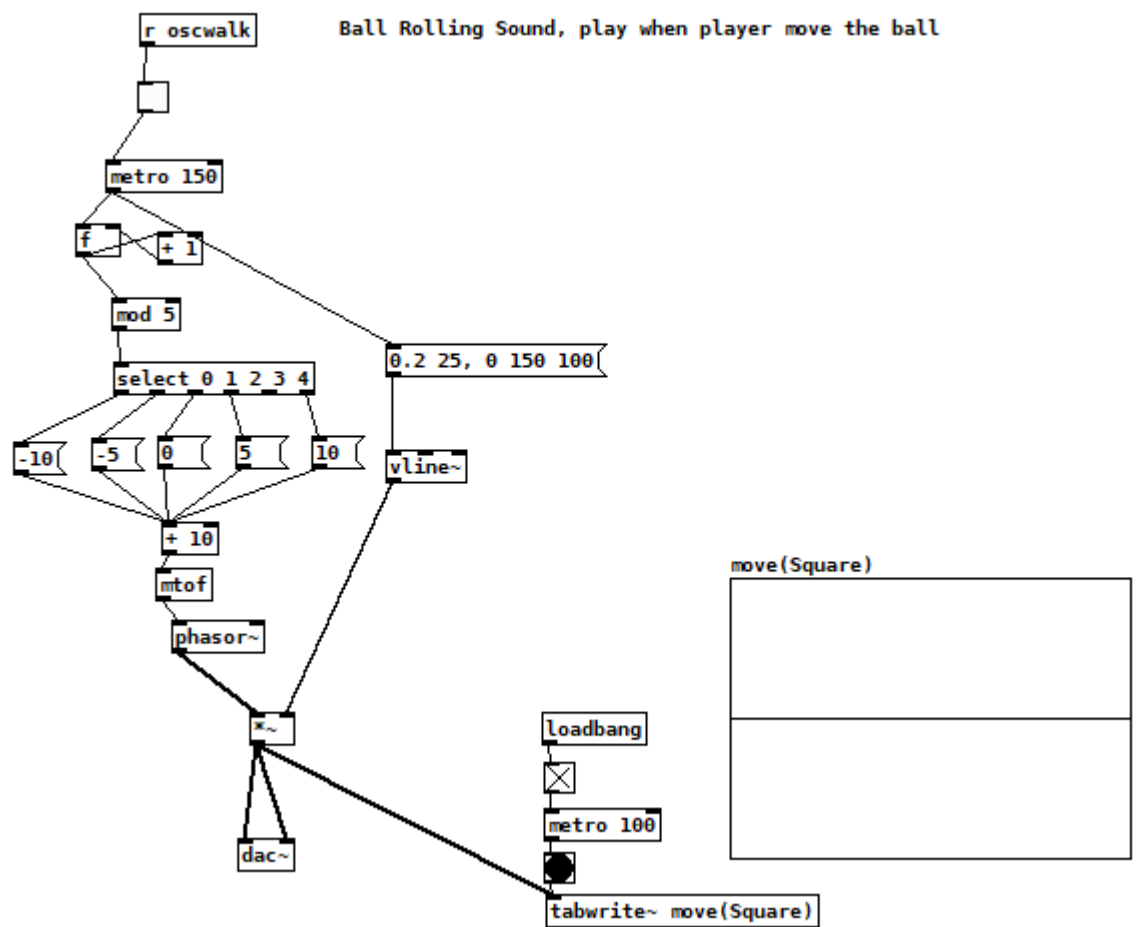 r oscwalk
Ball Rolling Sound, play when player move the ball
metro 150
f
+ 1
mod 5
0.2 25, 0 150 100
select 0 1 2 3 4
-10
-5
0
5
10
vline~
+ 10
mtof
move(Square)
phasor~
*~
loadbang
metro 100
dac~
tabwrite~ move(Square)